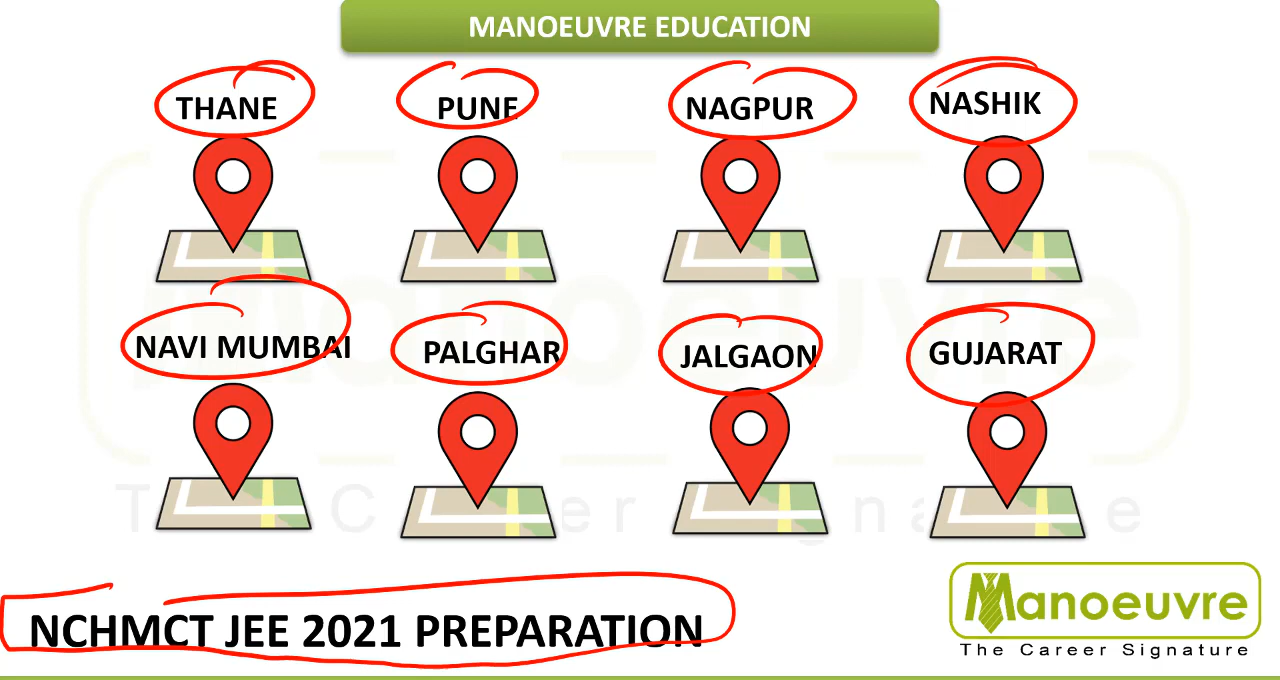 MANOEUVRE EDUCATION
THANE
PUNE
NAGPUR
NASHIK
NAVI MUMBAI
PALGHAR
JALGAON
GUJARAT
NCHMCT JEE 2021 PREPARATION
Manoeuvre
The Career Signature